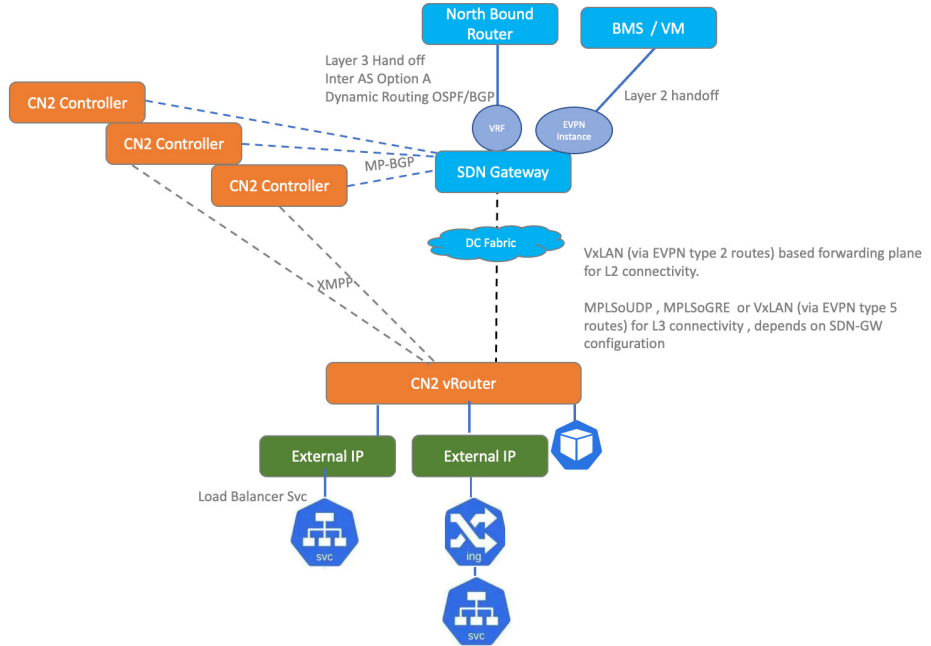 North Bound
Router
BMS / VM
Layer 3 Hand off
Inter AS Option A
Dynamic Routing OSPF/BGP
Layer 2 handoff
CN2 Controller
CN2 Controller
CN2 Controller
VRF
EVPN
Instance
MP-BGP
SDN Gateway
DC Fabric
VxLAN (via EVPN type 2 routes) based forwarding plane
for L2 connectivity.
MPLSoUDP , MPLSoGRE or VxLAN (via EVPN type 5
routes) for L3 connectivity , depends on SDN-GW
configuration
XMPP
CN2 vRouter
External IP
External IP
Load Balancer Svc
svc
ing
svc